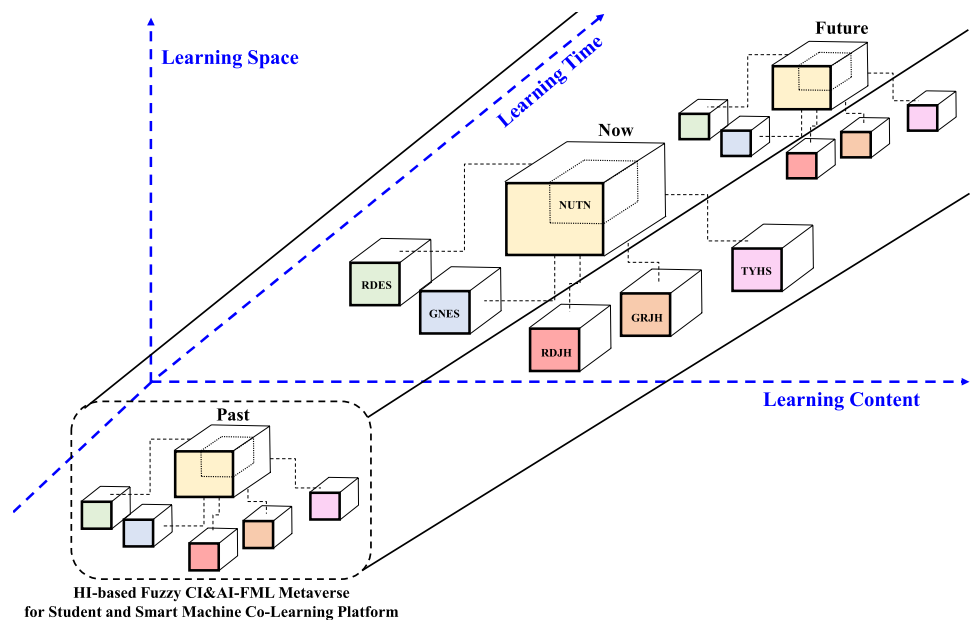 Future
Learning Space
Learning Time
Now
NUTN
RDES
GNES
TYHS
GRJH
RDJH
Learning Content
Past
HI-based Fuzzy CI&AI-FML Metaverse
for Student and Smart Machine Co-Learning Platform